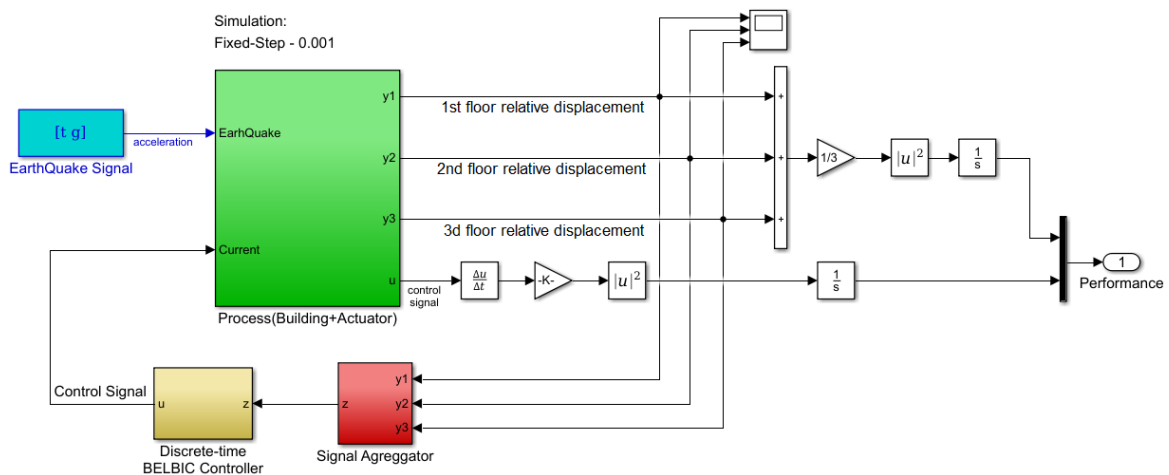 Simulation:
Fixed-Step - 0.001
[t g]
EarthQuake Signal
acceleration
EarhQuake
Current
y1
y2
y3
u
Process(Building+Actuator)
1st floor relative displacement
2nd floor relative displacement
3d floor relative displacement
control
signal
+
+
+
1/3
|u|²
1
s
Δu
Δt
-K-
|u|²
1
s
1
Performance
Control Signal
u
z
Discrete-time
BELBIC Controller
z
y1
y2
y3
Signal Agreggator